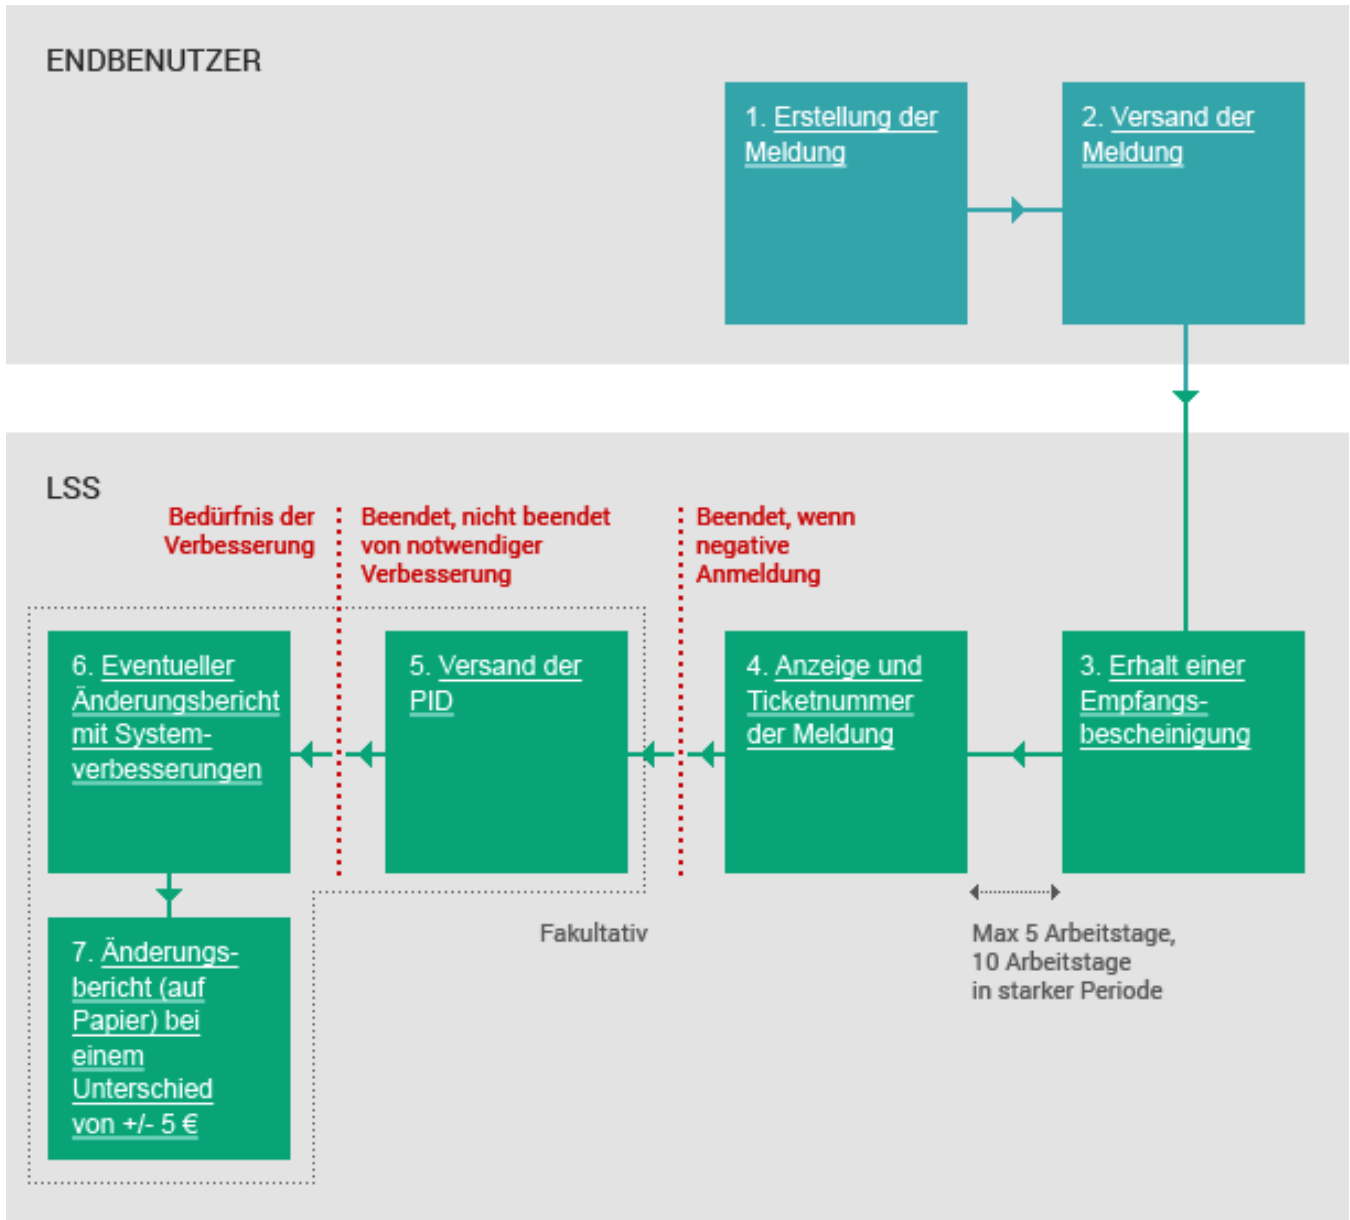 ENDBENUTZER
1. Erstellung der
Meldung
2. Versand der
Meldung
LSS
Bedürfnis der
Verbesserung
Beendet, nicht beendet
von notwendiger
Verbesserung
Beendet, wenn
negative
Anmeldung
6. Eventueller
Änderungsbericht
mit System-
verbesserungen
5. Versand der
PID
4. Anzeige und
Ticketnummer
der Meldung
3. Erhalt einer
Empfangs-
bescheinigung
7. Änderungs-
bericht (auf
Papier) bei
einem
Unterschied
von +/- 5 €
Fakultativ
Max 5 Arbeitstage,
10 Arbeitstage
in starker Periode